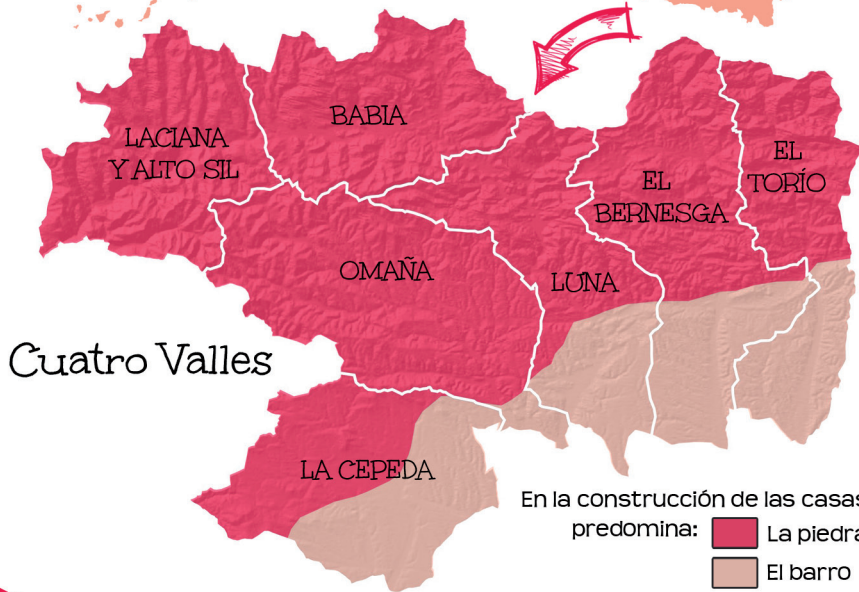 BABIA
LACIANA
Y ALTO SIL
EL
TORÍO
EL
BERNESGA
OMAÑA
LUNA
Cuatro Valles
LA CEPEDA
En la construcción de las casas
predomina:
La piedra
El barro